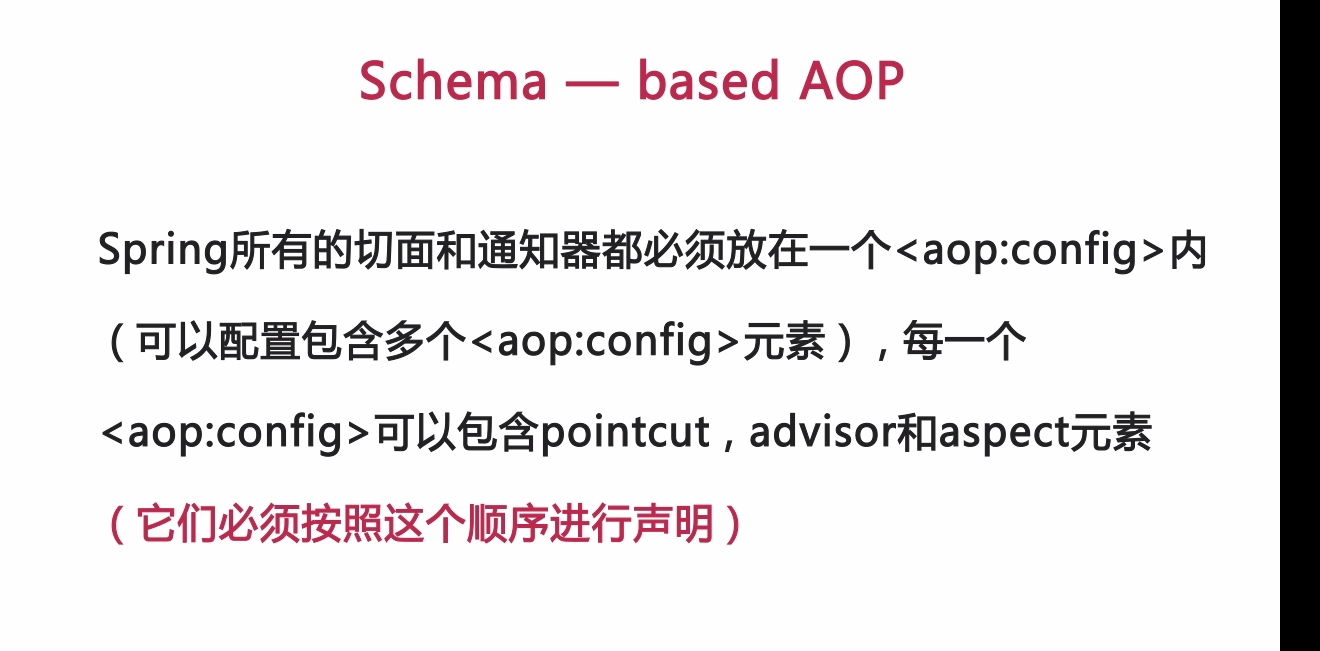 Schema — based AOP
Spring所有的切面和通知器都必须放在一个<aop:config>内
（可以配置包含多个<aop:config>元素），每一个
<aop:config>可以包含pointcut，advisor和aspect元素
（它们必须按照这个顺序进行声明）